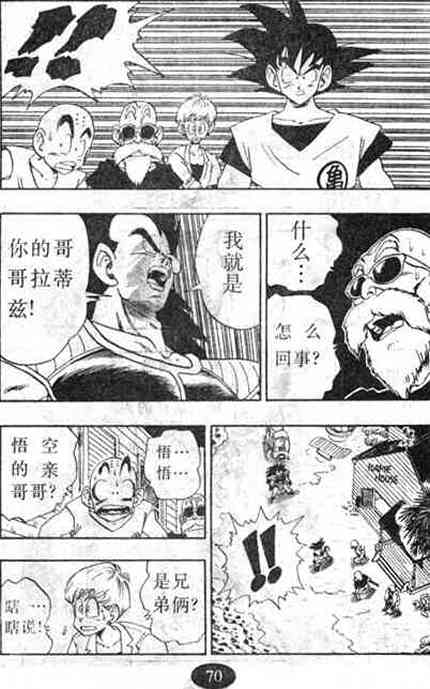 !!
亀
什
么…
怎 么
回事?
我
就
是
你的哥
哥拉蒂
兹!
KAME
HOUSE
!!
悟…
悟…
悟 空
的 亲
哥哥?
是兄
弟俩?
瞎…
瞎说!
70